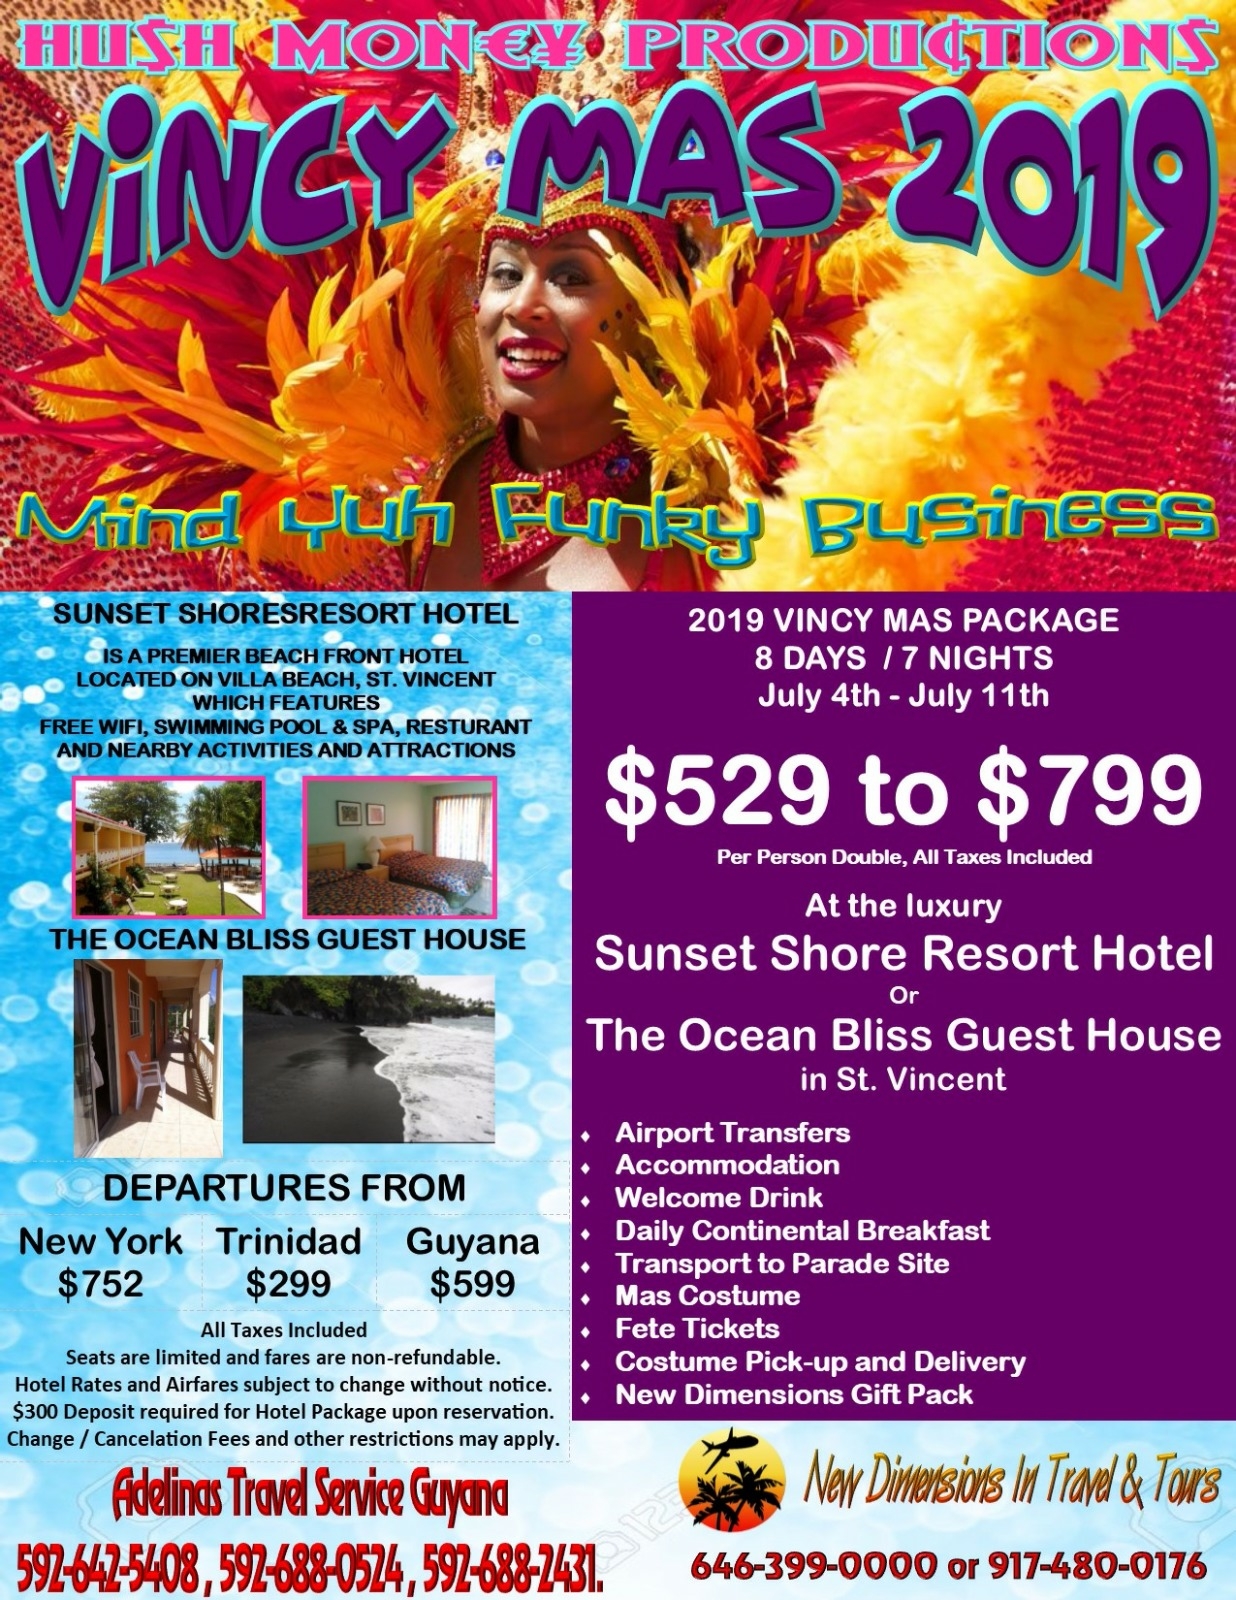 HU$H MON€¥ PRODU¢TION$
ViNCY MAS 2019
Mind Yuh Funky Business
SUNSET SHORESRESORT HOTEL
IS A PREMIER BEACH FRONT HOTEL
LOCATED ON VILLA BEACH, ST. VINCENT
WHICH FEATURES
FREE WIFI, SWIMMING POOL & SPA, RESTURANT
AND NEARBY ACTIVITIES AND ATTRACTIONS
THE OCEAN BLISS GUEST HOUSE
DEPARTURES FROM
New York Trinidad Guyana
$752 $299 $599
All Taxes Included
Seats are limited and fares are non-refundable.
Hotel Rates and Airfares subject to change without notice.
$300 Deposit required for Hotel Package upon reservation.
Change / Cancelation Fees and other restrictions may apply.
Adelinas Travel Service Guyana
592-642-5408 , 592-688-0524 , 592-688-2431.
2019 VINCY MAS PACKAGE
8 DAYS / 7 NIGHTS
July 4th - July 11th
$529 to $799
Per Person Double, All Taxes Included
At the luxury
Sunset Shore Resort Hotel
Or
The Ocean Bliss Guest House
in St. Vincent
♦ Airport Transfers
♦ Accommodation
♦ Welcome Drink
♦ Daily Continental Breakfast
♦ Transport to Parade Site
♦ Mas Costume
♦ Fete Tickets
♦ Costume Pick-up and Delivery
♦ New Dimensions Gift Pack
New Dimensions In Travel & Tours
646-399-0000 or 917-480-0176